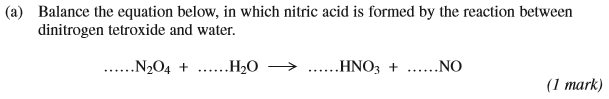 (a) Balance the equation below, in which nitric acid is formed by the reaction between
dinitrogen tetroxide and water.
......N₂O₄ + ......H₂O ⟶ ......HNO₃ + ......NO
(1 mark)